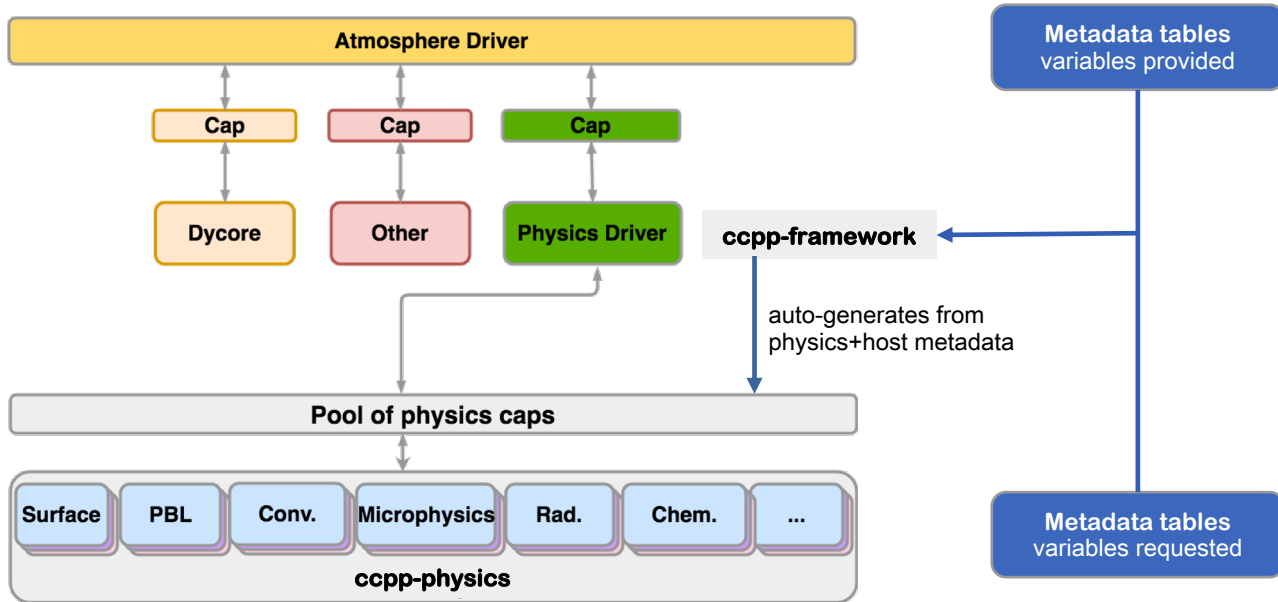 Atmosphere Driver
Metadata tables
variables provided
Cap
Cap
Cap
Dycore
Other
Physics Driver
ccpp-framework
auto-generates from
physics+host metadata
Pool of physics caps
Surface
PBL
Conv.
Microphysics
Rad.
Chem.
...
ccpp-physics
Metadata tables
variables requested